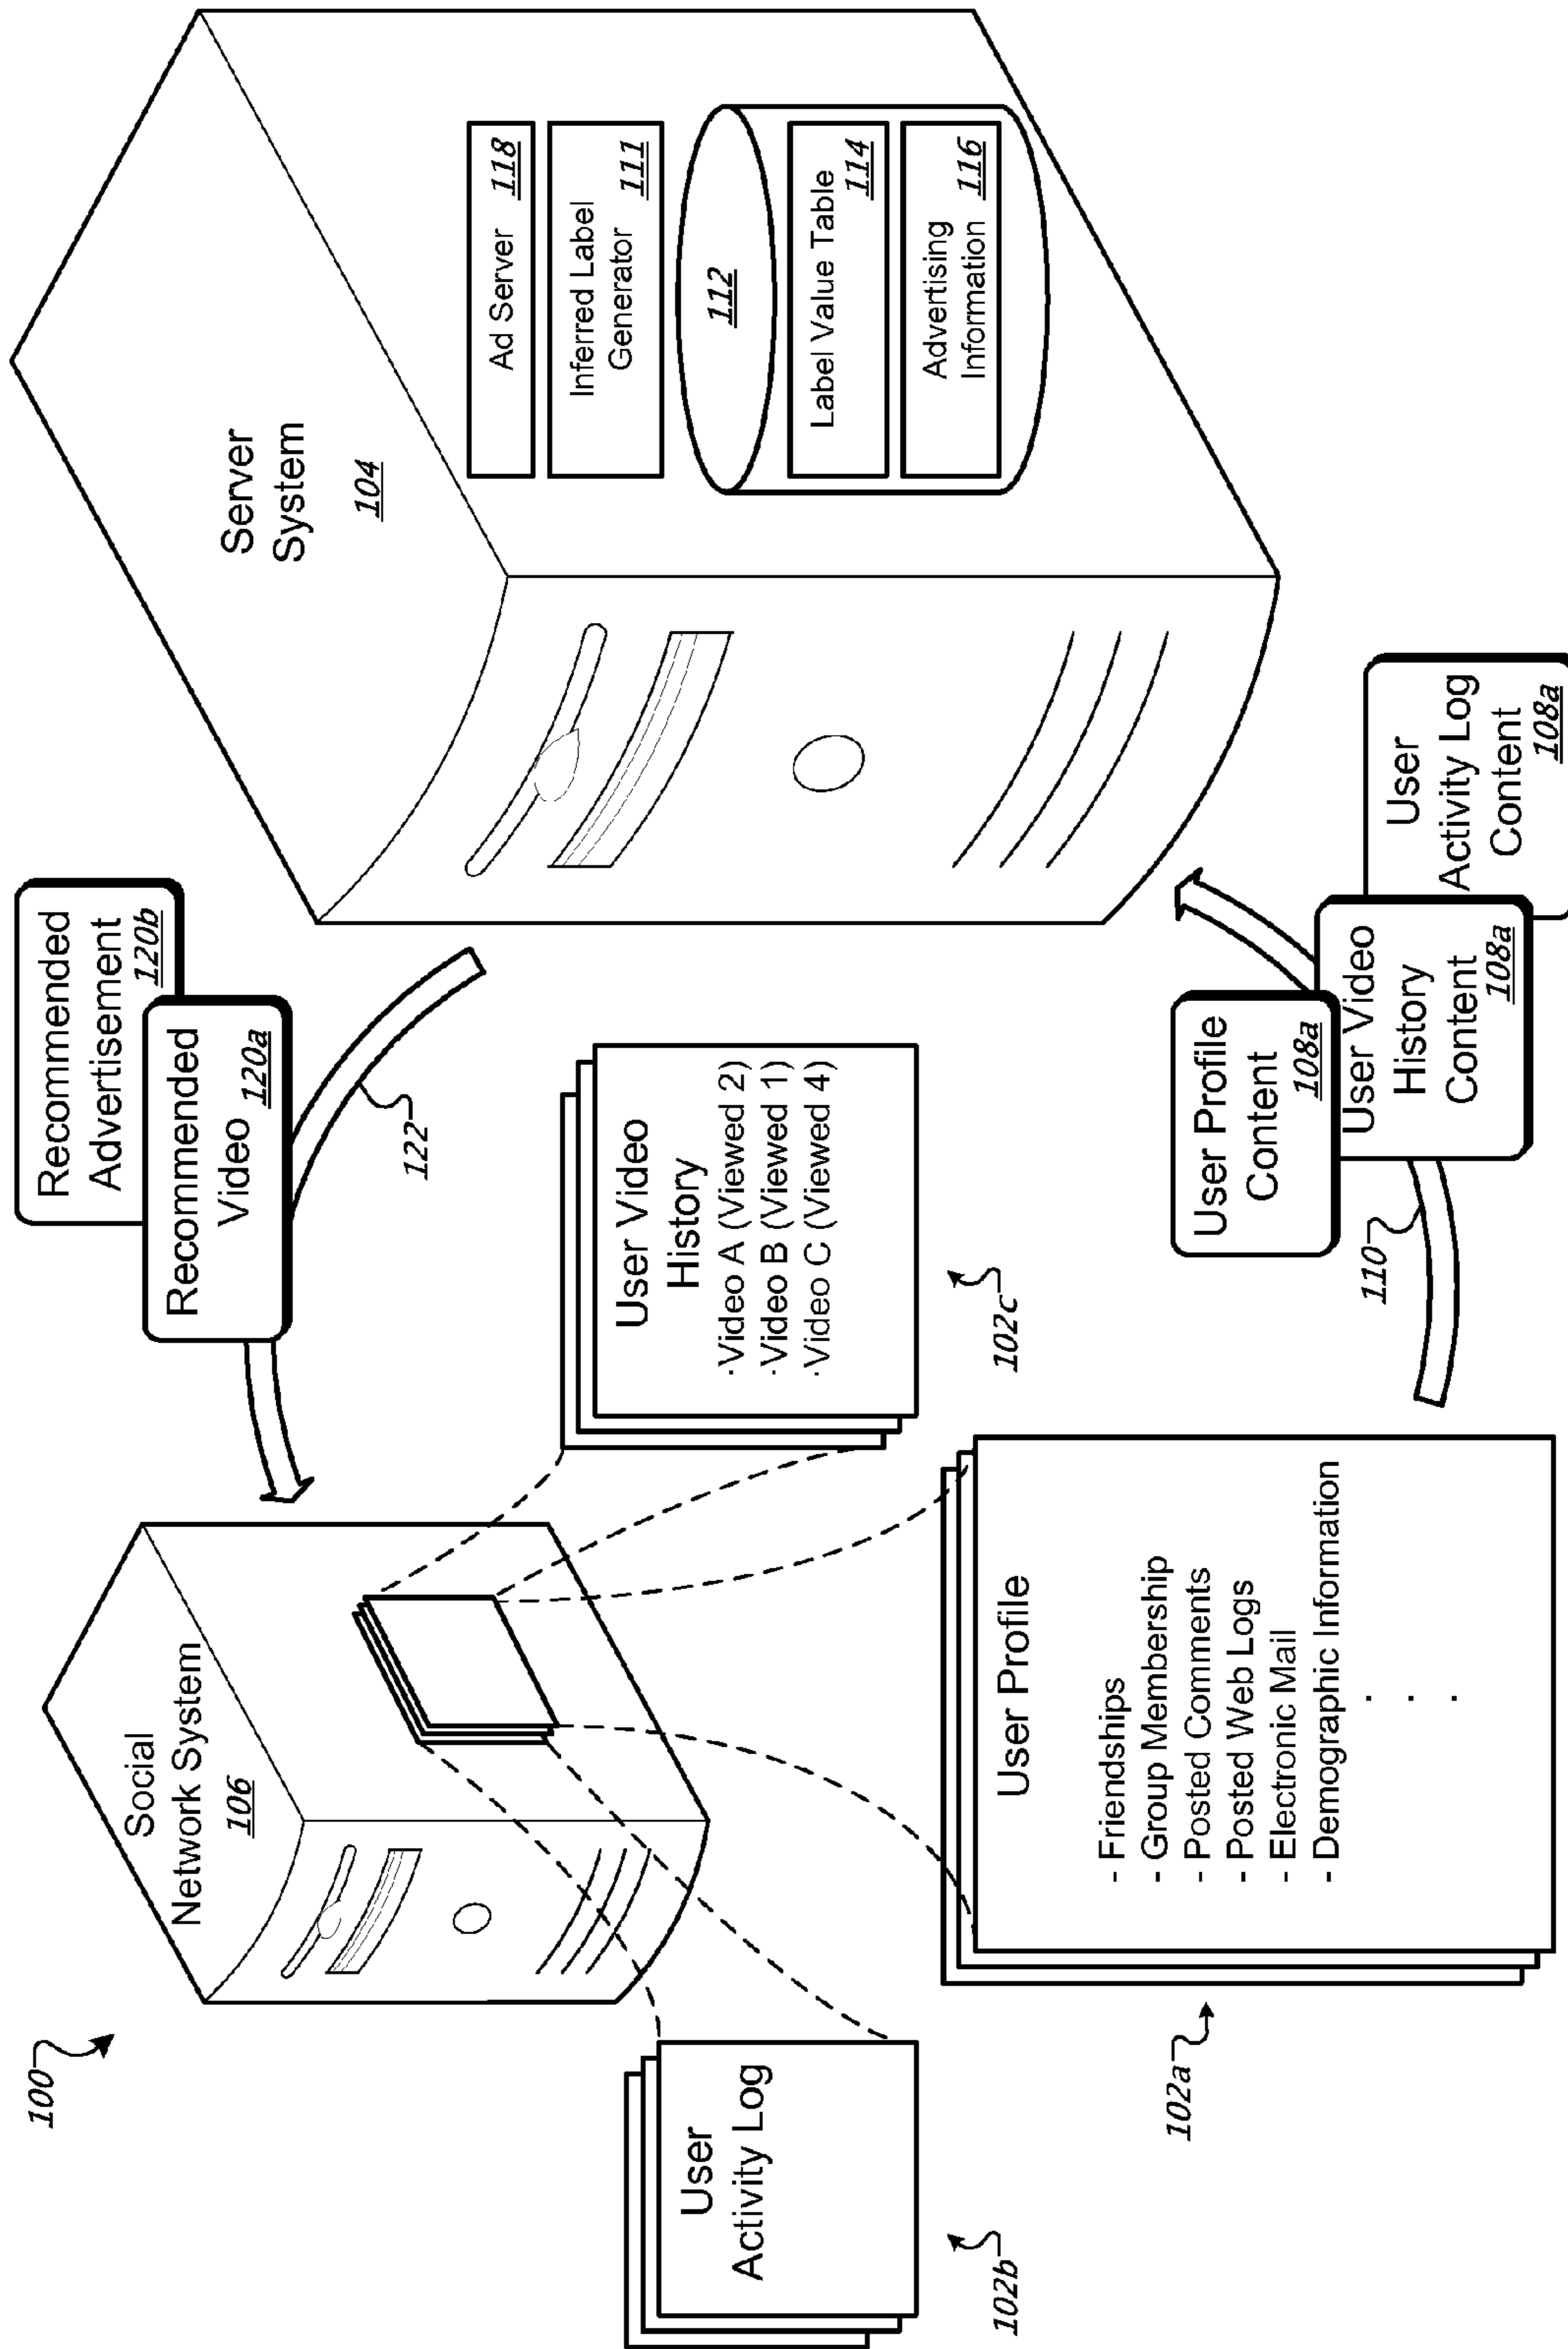 100
Social
Network System
106
Recommended
Advertisement
120b
Recommended
Video
120a
122
Server
System
104
Ad Server
118
Inferred Label
Generator
111
112
Label Value Table
114
Advertising
Information
116
User
Activity Log
102b
User Video
History
·Video A (Viewed 2)
·Video B (Viewed 1)
·Video C (Viewed 4)
102c
User Profile
- Friendships
- Group Membership
- Posted Comments
- Posted Web Logs
- Electronic Mail
- Demographic Information
.
.
.
102a
110
User Profile
Content
108a
User Video
History
Content
108a
User
Activity Log
Content
108a